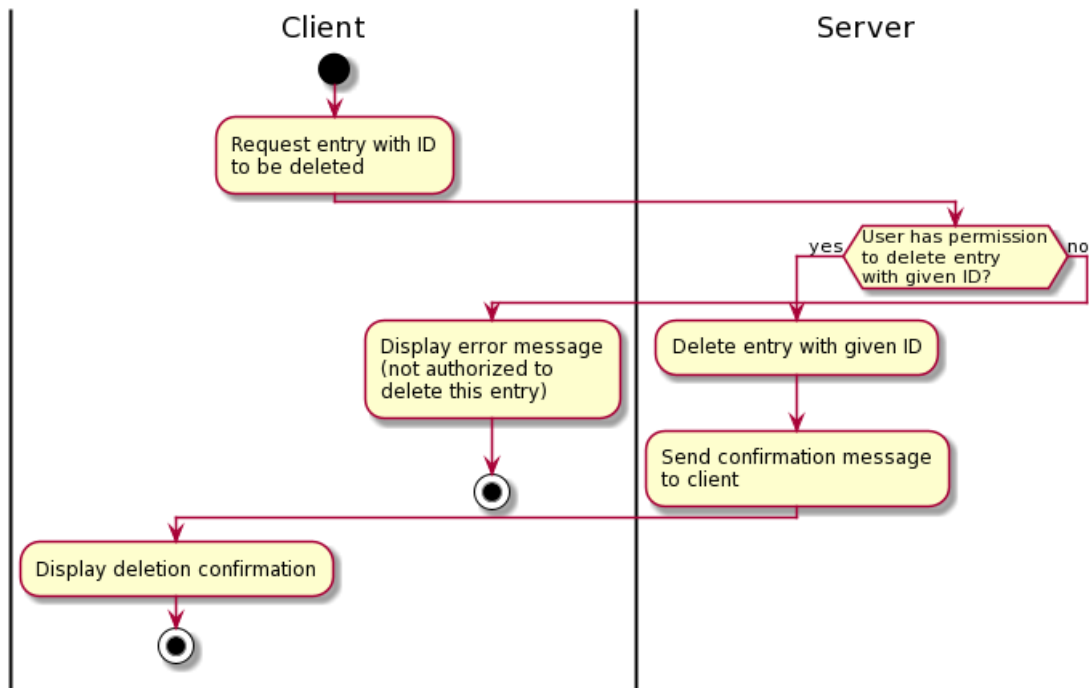 Client
Server
Request entry with ID
to be deleted
yes
User has permission
to delete entry
with given ID?
no
Display error message
(not authorized to
delete this entry)
Delete entry with given ID
Send confirmation message
to client
Display deletion confirmation